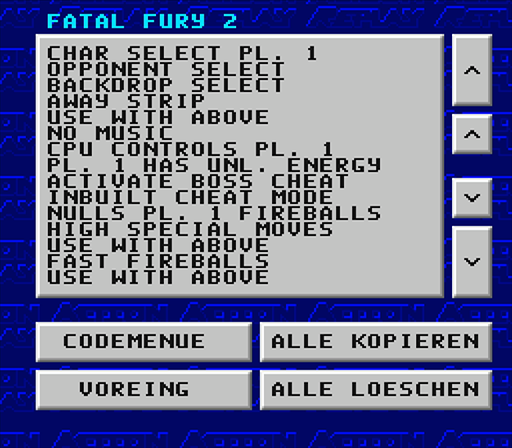 FATAL FURY 2
CHAR SELECT PL. 1
OPPONENT SELECT
BACKDROP SELECT
AWAY STRIP
USE WITH ABOVE
NO MUSIC
CPU CONTROLS PL. 1
PL. 1 HAS UNL. ENERGY
ACTIVATE BOSS CHEAT
INBUILT CHEAT MODE
NULLS PL. 1 FIREBALLS
HIGH SPECIAL MOVES
USE WITH ABOVE
FAST FIREBALLS
USE WITH ABOVE
CODEMENUE ALLE KOPIEREN
VOREING ALLE LOESCHEN